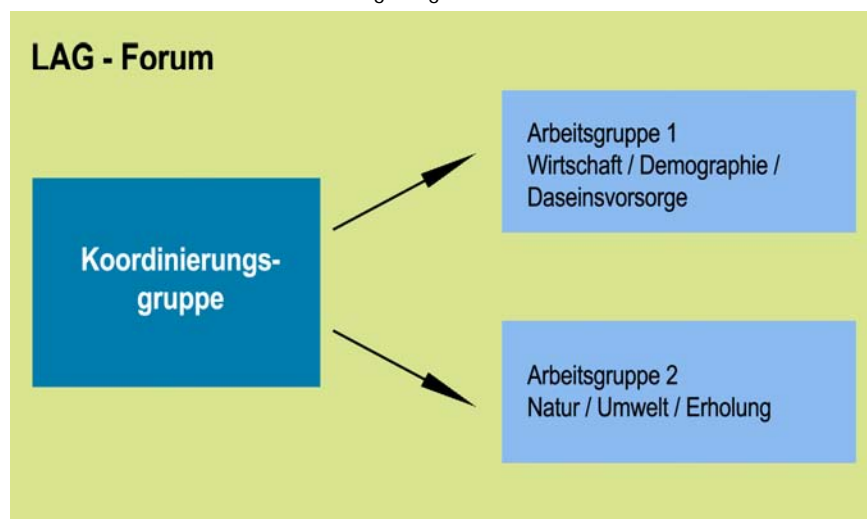 LAG - Forum
Koordinierungs-
gruppe
Arbeitsgruppe 1
Wirtschaft / Demographie /
Daseinsvorsorge
Arbeitsgruppe 2
Natur / Umwelt / Erholung